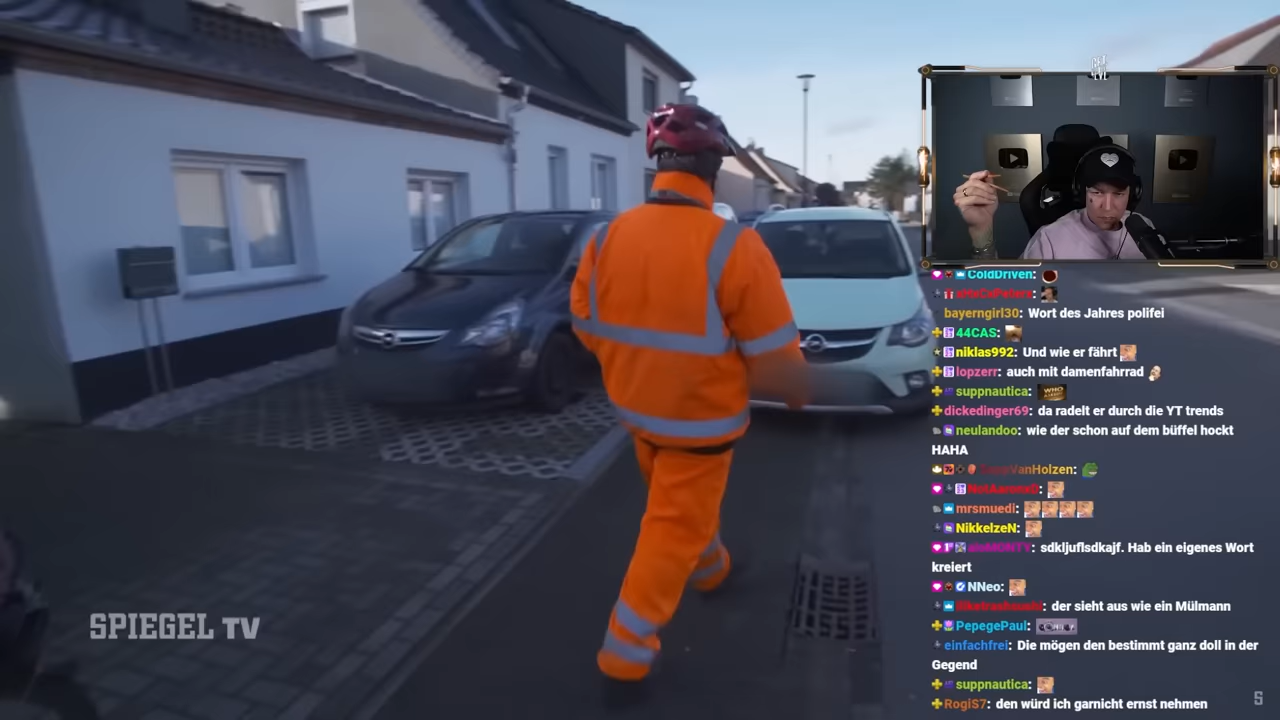 SPIEGEL TV
ColdDriven:
bayerngirl30: Wort des Jahres polifei
44CAS:
niklas992: Und wie er fährt
lopzerr: auch mit damenfahrrad
suppnautica:
dickedinger69: da radelt er durch die YT trends
neulandoo: wie der schon auf dem büffel hockt
HAHA
VanHolzen:
mrsmuedi:
NikkelzeN:
sdkljuflsdkajf. Hab ein eigenes Wort
kreiert
NNeo:
der sieht aus wie ein Mülmann
PepegePaul:
einfachfrei: Die mögen den bestimmt ganz doll in der
Gegend
suppnautica:
RogiS7: den würd ich garnicht ernst nehmen